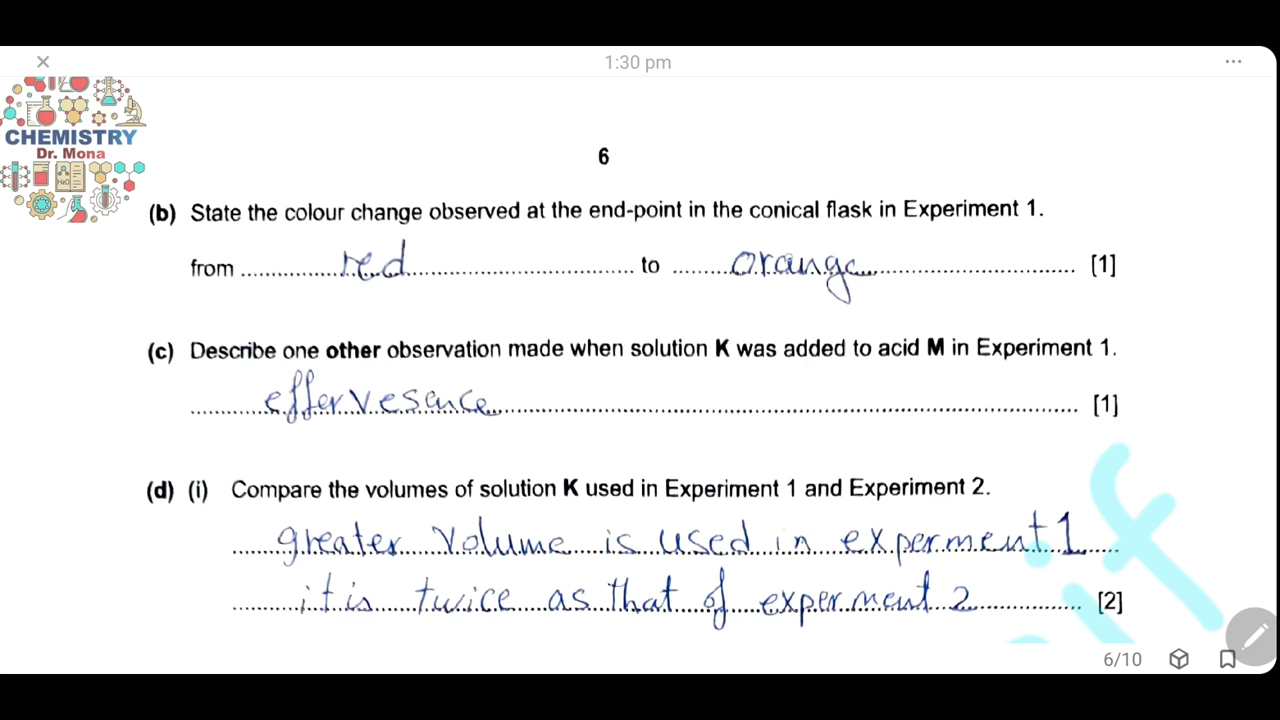 1:30 pm
CHEMISTRY
Dr. Mona
6
(b) State the colour change observed at the end-point in the conical flask in Experiment 1.
from ........ red ........ to ........ orange ........ [1]
(c) Describe one other observation made when solution K was added to acid M in Experiment 1.
effervesance [1]
(d) (i) Compare the volumes of solution K used in Experiment 1 and Experiment 2.
greater volume is used in experment 1
it is twice as that of experment 2 [2]
6/10